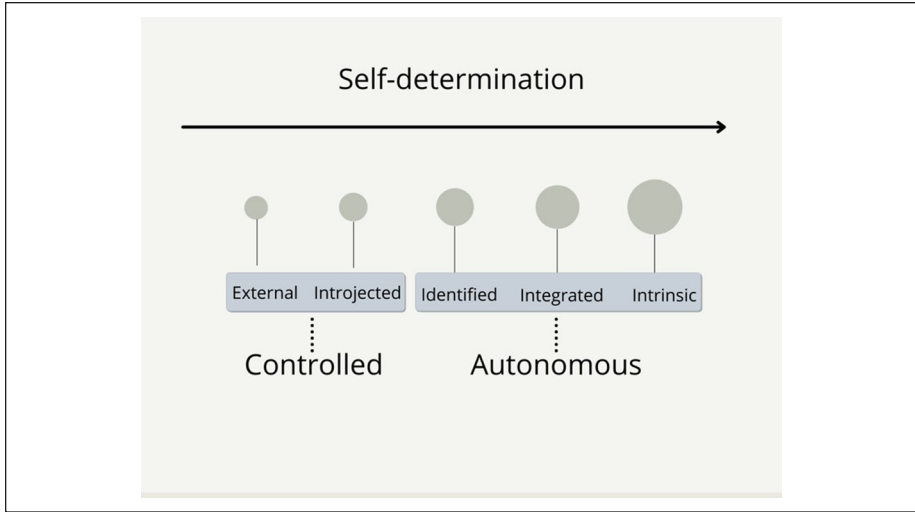 Self-determination
External Introjected Identified Integrated Intrinsic
Controlled Autonomous